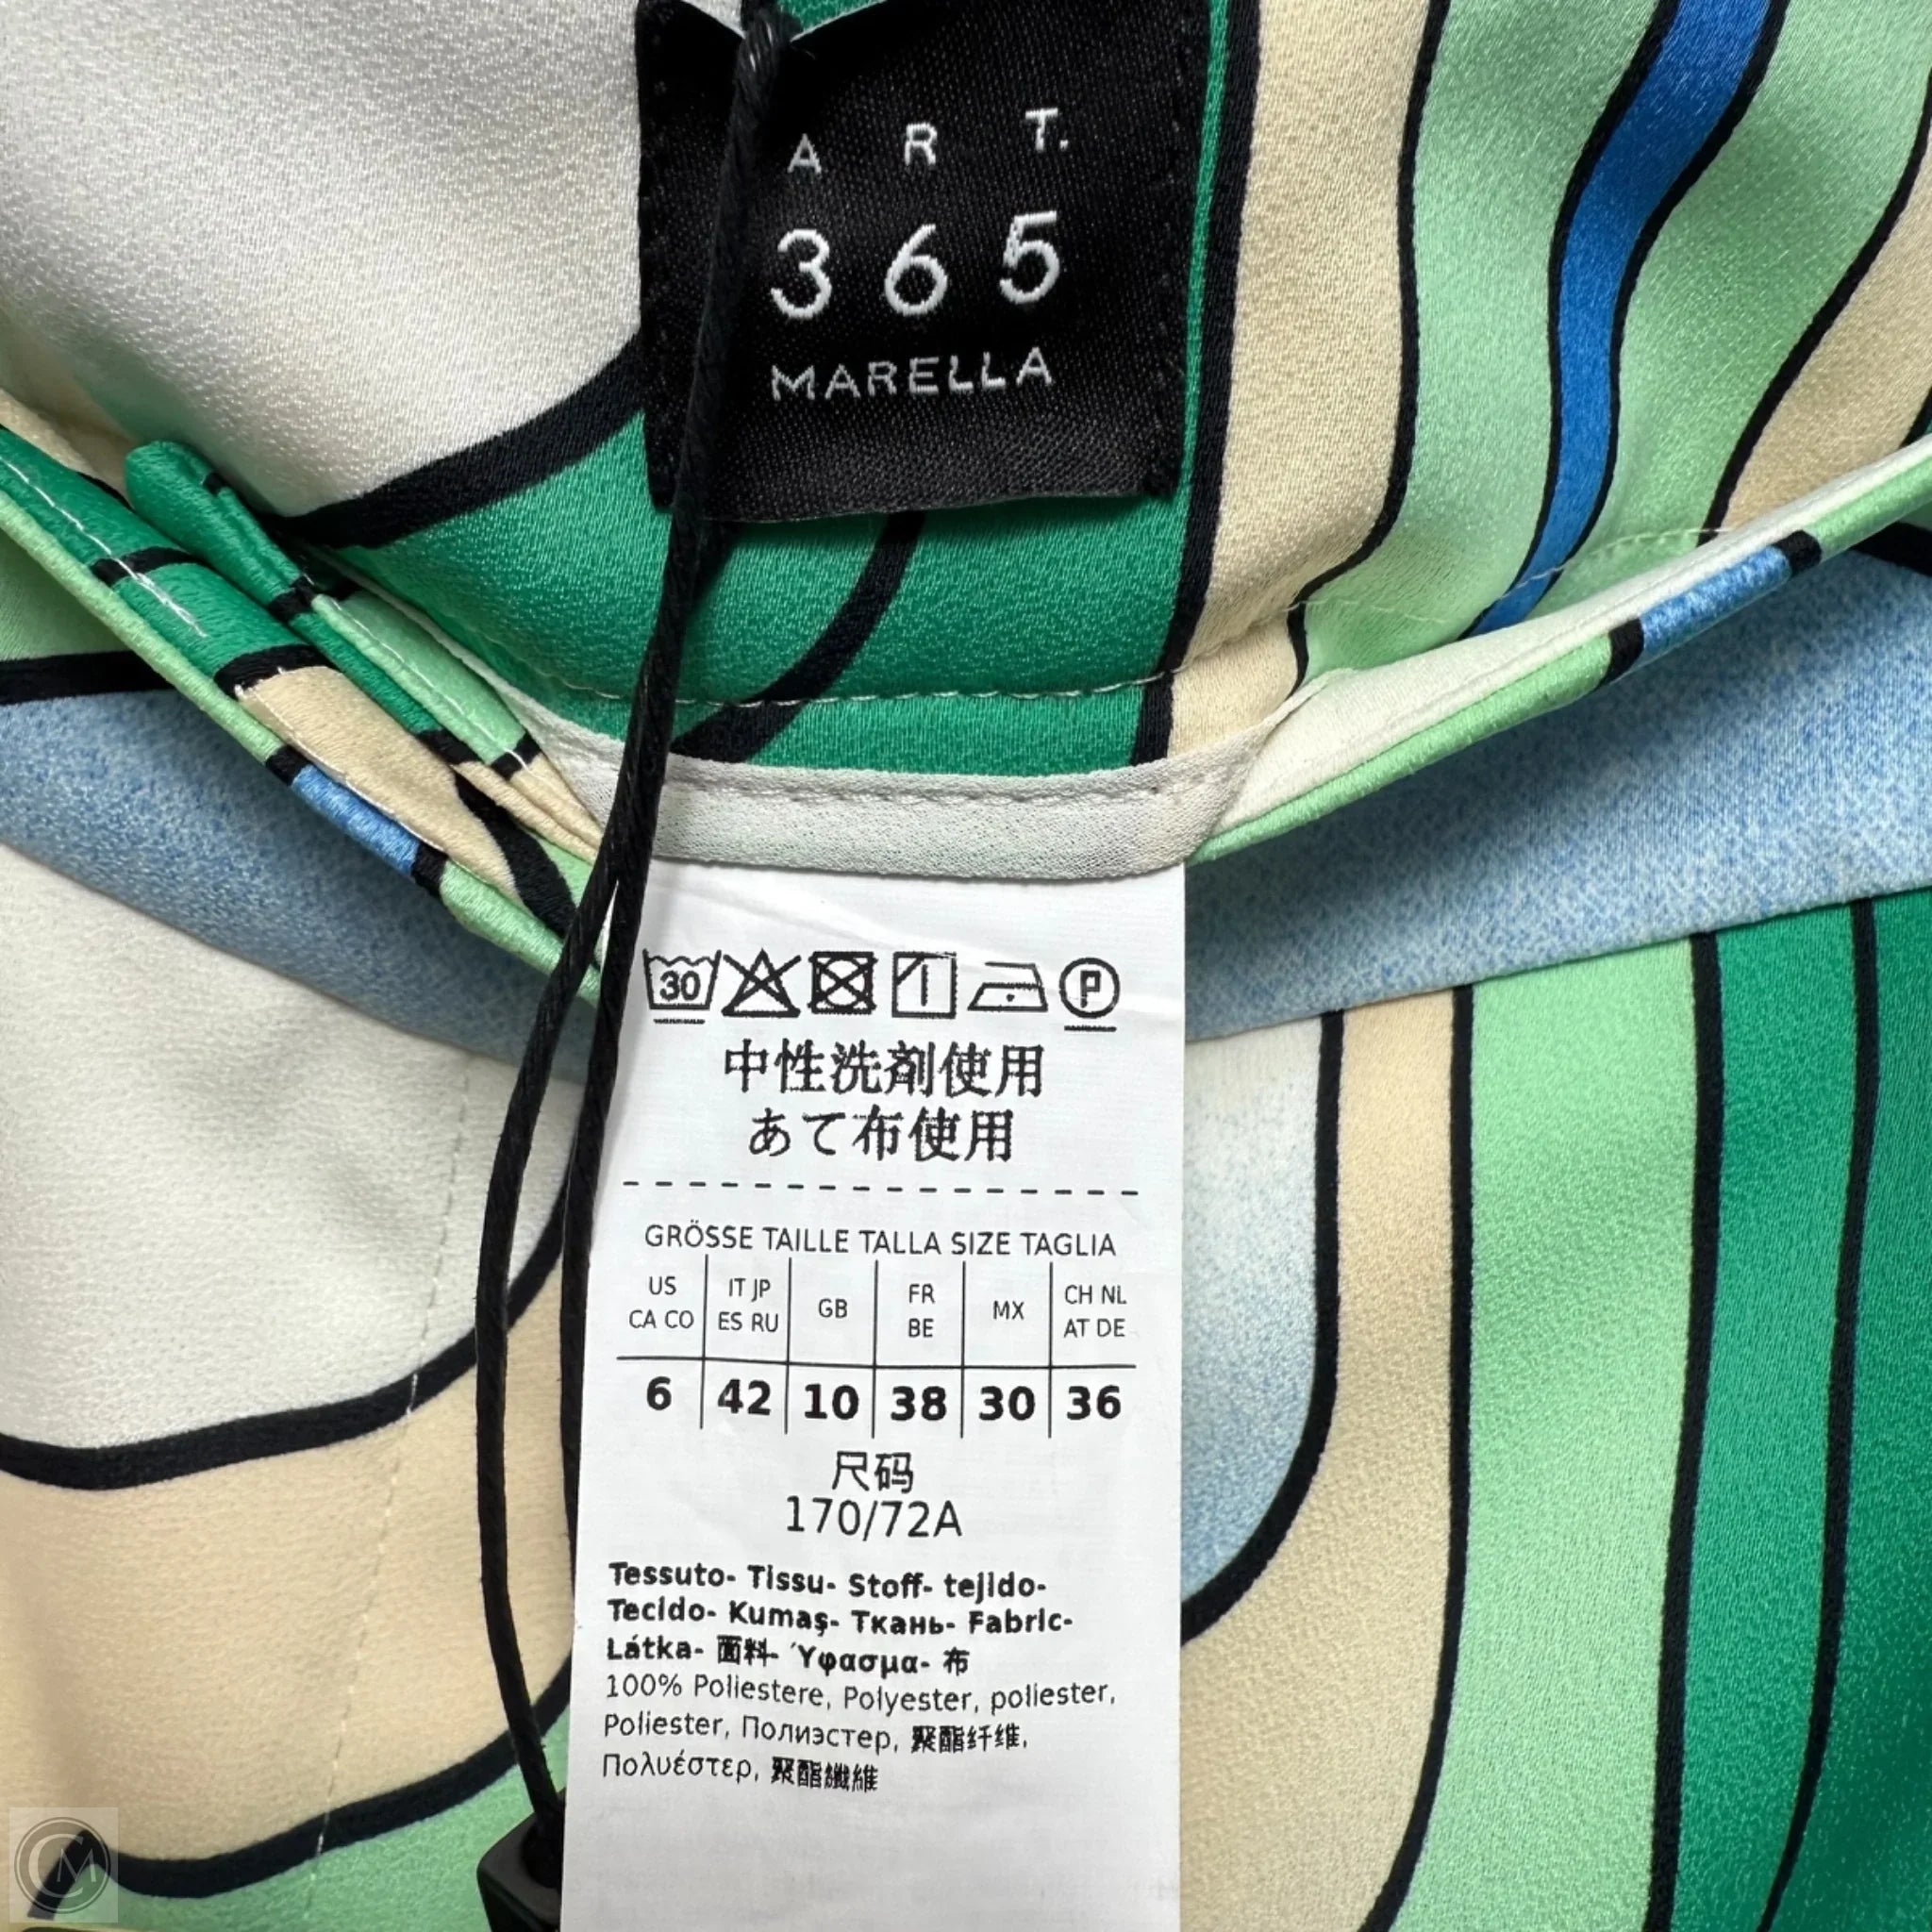 A R T.
365
MARELLA
30 P
中性洗剤使用
あて布使用
GRÖSSE TAILLE TALLA SIZE TAGLIA
US CA CO IT JP ES RU GB FR BE MX CH NL AT DE
6 42 10 38 30 36
尺码
170/72A
Tessuto- Tissu- Stoff- tejido-
Tecido- Kumaş- Ткань- Fabric-
Látka- 面料- Ύφασμα- 布
100% Poliestere, Polyester, poliester,
Poliester, Полиэстер, 聚酯纤维,
Πολυέστερ, 聚酯纖維
CM